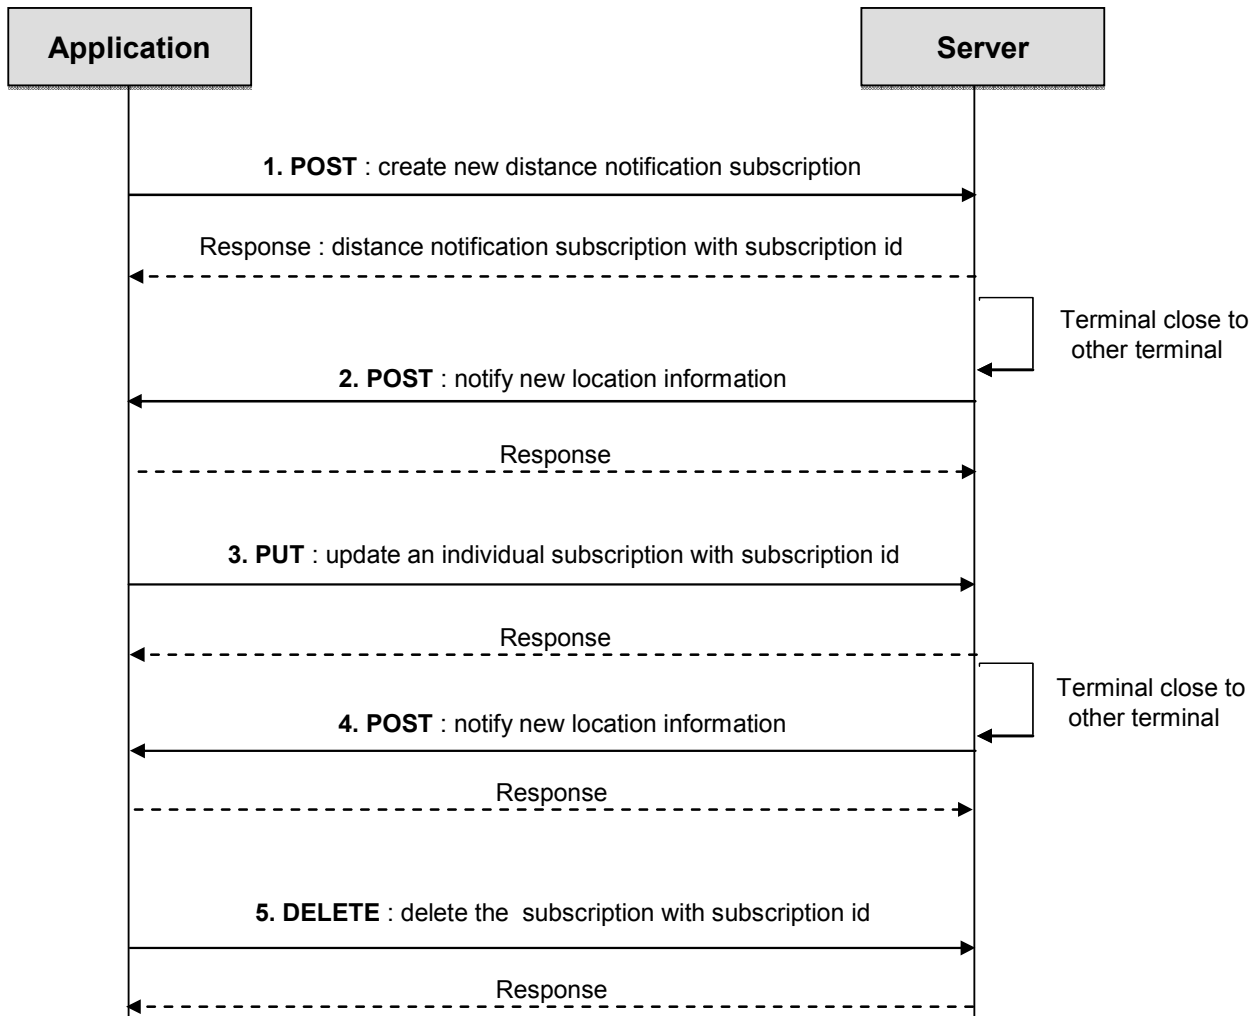 Application
Server
1. POST : create new distance notification subscription
Response : distance notification subscription with subscription id
Terminal close to
other terminal
2. POST : notify new location information
Response
3. PUT : update an individual subscription with subscription id
Response
Terminal close to
other terminal
4. POST : notify new location information
Response
5. DELETE : delete the  subscription with subscription id
Response